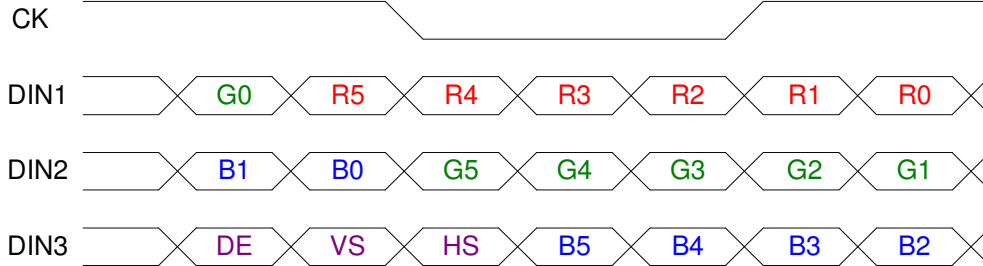 CK
DIN1 G0 R5 R4 R3 R2 R1 R0
DIN2 B1 B0 G5 G4 G3 G2 G1
DIN3 DE VS HS B5 B4 B3 B2